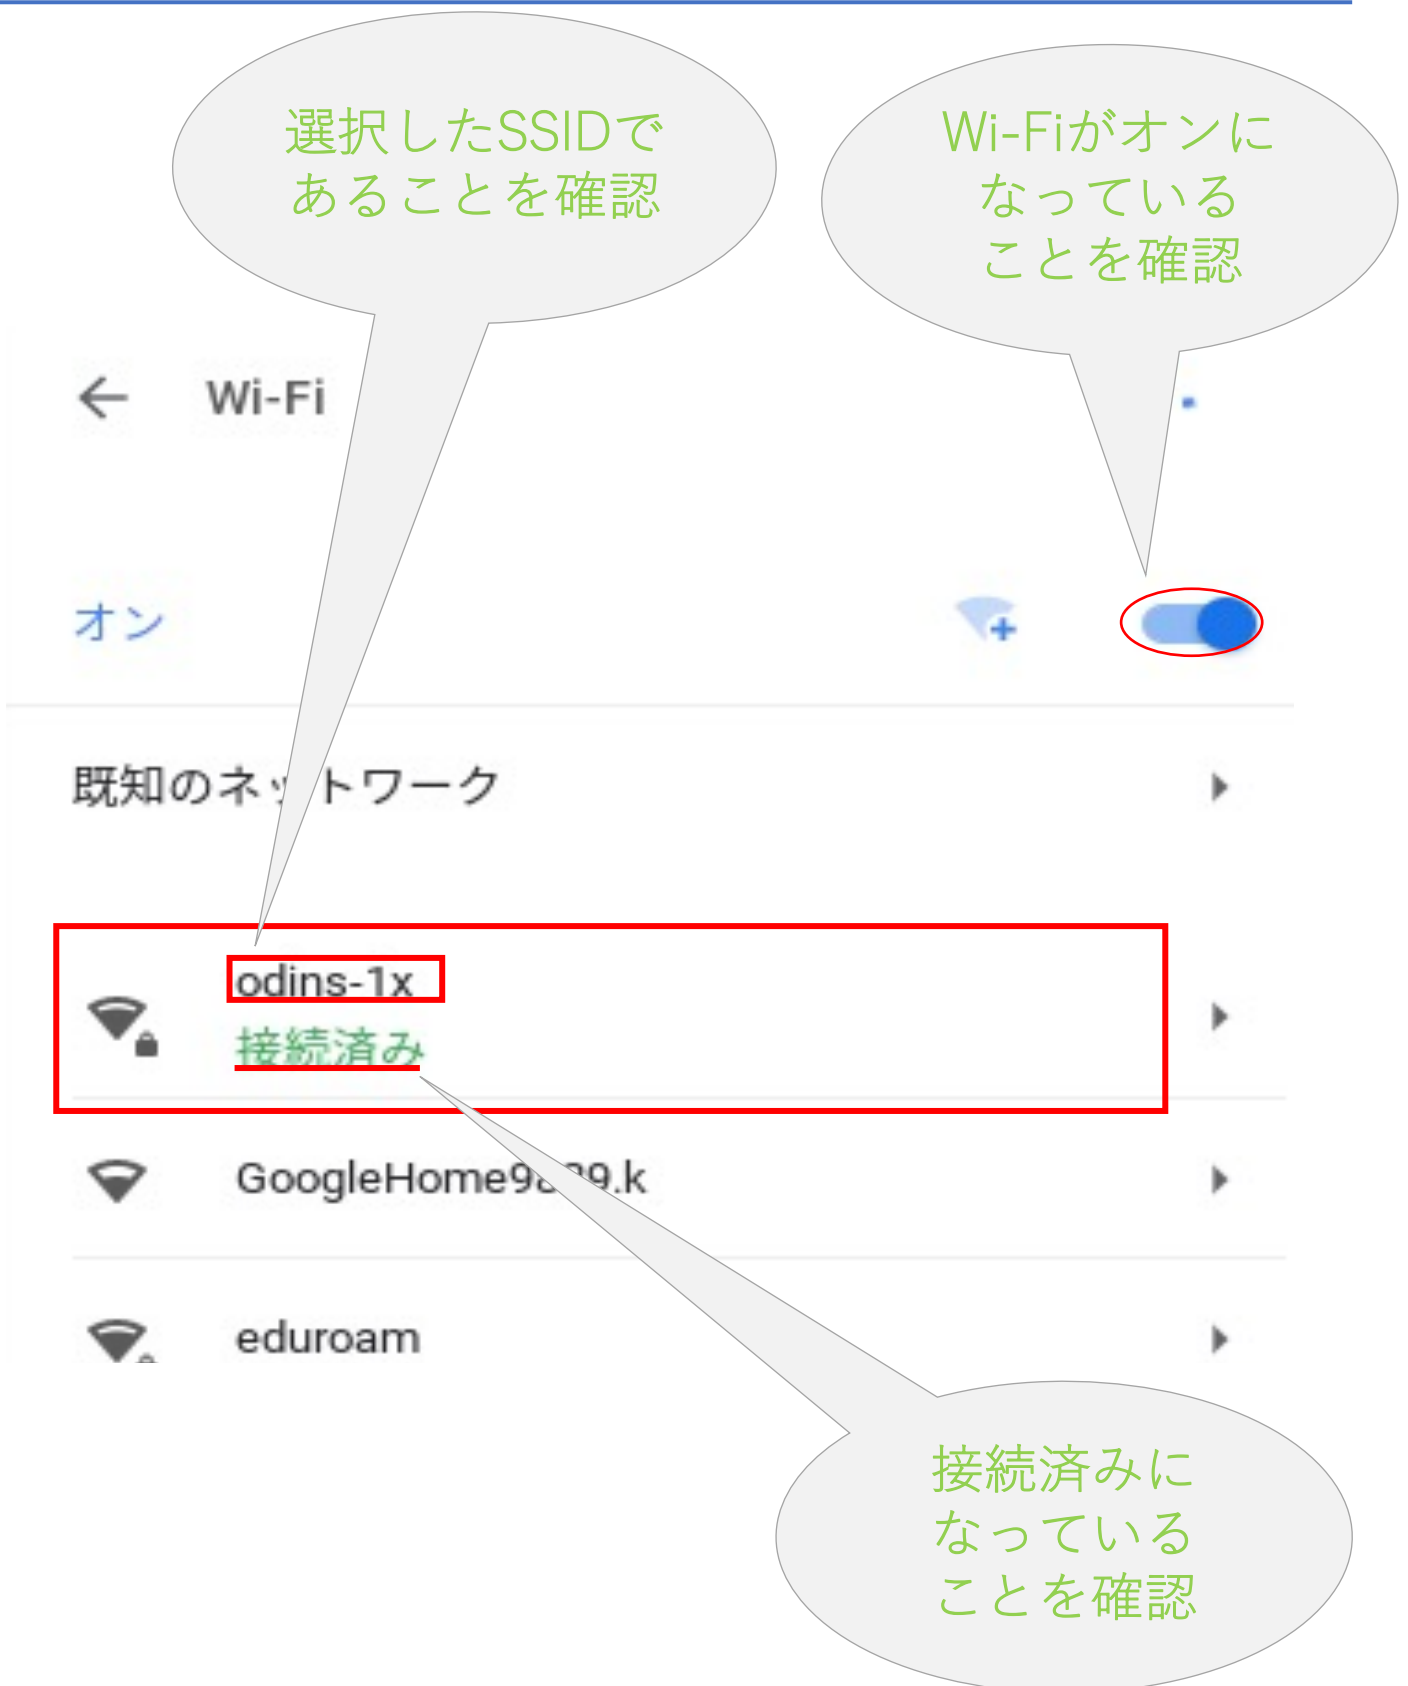 選択したSSIDで
あることを確認
Wi-Fiがオンに
なっている
ことを確認
Wi-Fi
オン
既知のネットワーク
odins-1x
接続済み
eduroam
接続済みに
なっている
ことを確認